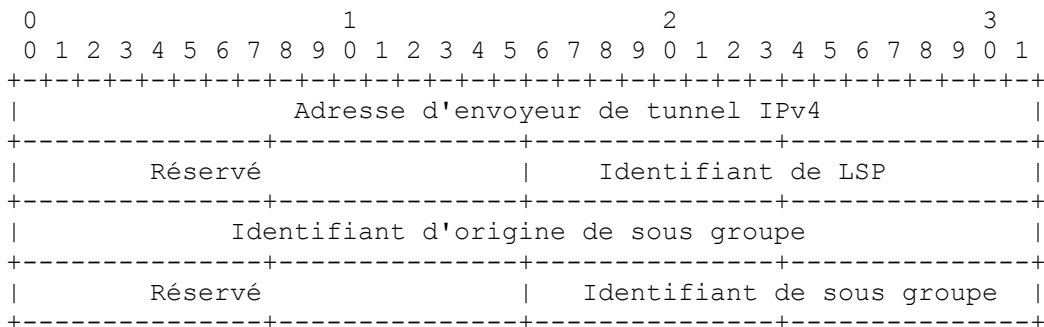 0                   1                   2                   3
 0 1 2 3 4 5 6 7 8 9 0 1 2 3 4 5 6 7 8 9 0 1 2 3 4 5 6 7 8 9 0 1
+-+-+-+-+-+-+-+-+-+-+-+-+-+-+-+-+-+-+-+-+-+-+-+-+-+-+-+-+-+-+-+-+
|                 Adresse d'envoyeur de tunnel IPv4             |
+---------------+---------------+---------------+---------------+
|        Réservé                |    Identifiant de LSP         |
+---------------+---------------+---------------+---------------+
|             Identifiant d'origine de sous groupe              |
+---------------+---------------+---------------+---------------+
|        Réservé                |   Identifiant de sous groupe  |
+---------------+---------------+---------------+---------------+